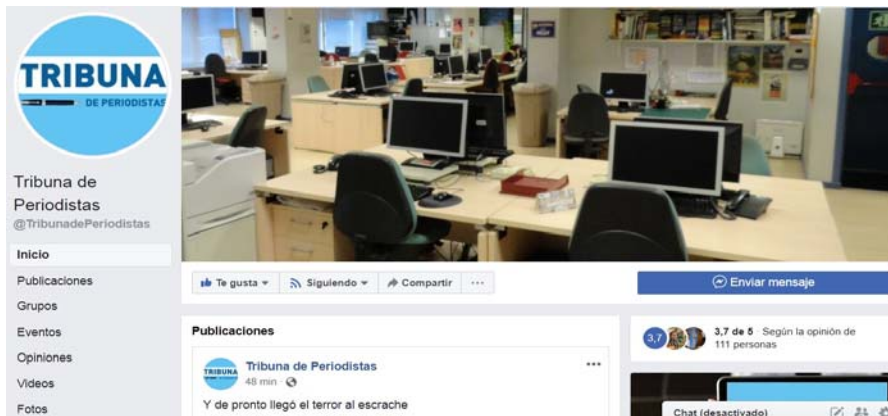 TRIBUNA
DE PERIODISTAS
Tribuna de
Periodistas
@TribunadePeriodistas
Inicio
Publicaciones
Grupos
Eventos
Opiniones
Videos
Fotos
Te gusta
Siguiendo
Compartir
Enviar mensaje
Publicaciones
TRIBUNA
Tribuna de Periodistas
48 min
Y de pronto llegó el terror al escrache
3,7
3,7 de 5 · Según la opinión de
111 personas
Chat (desactivado)